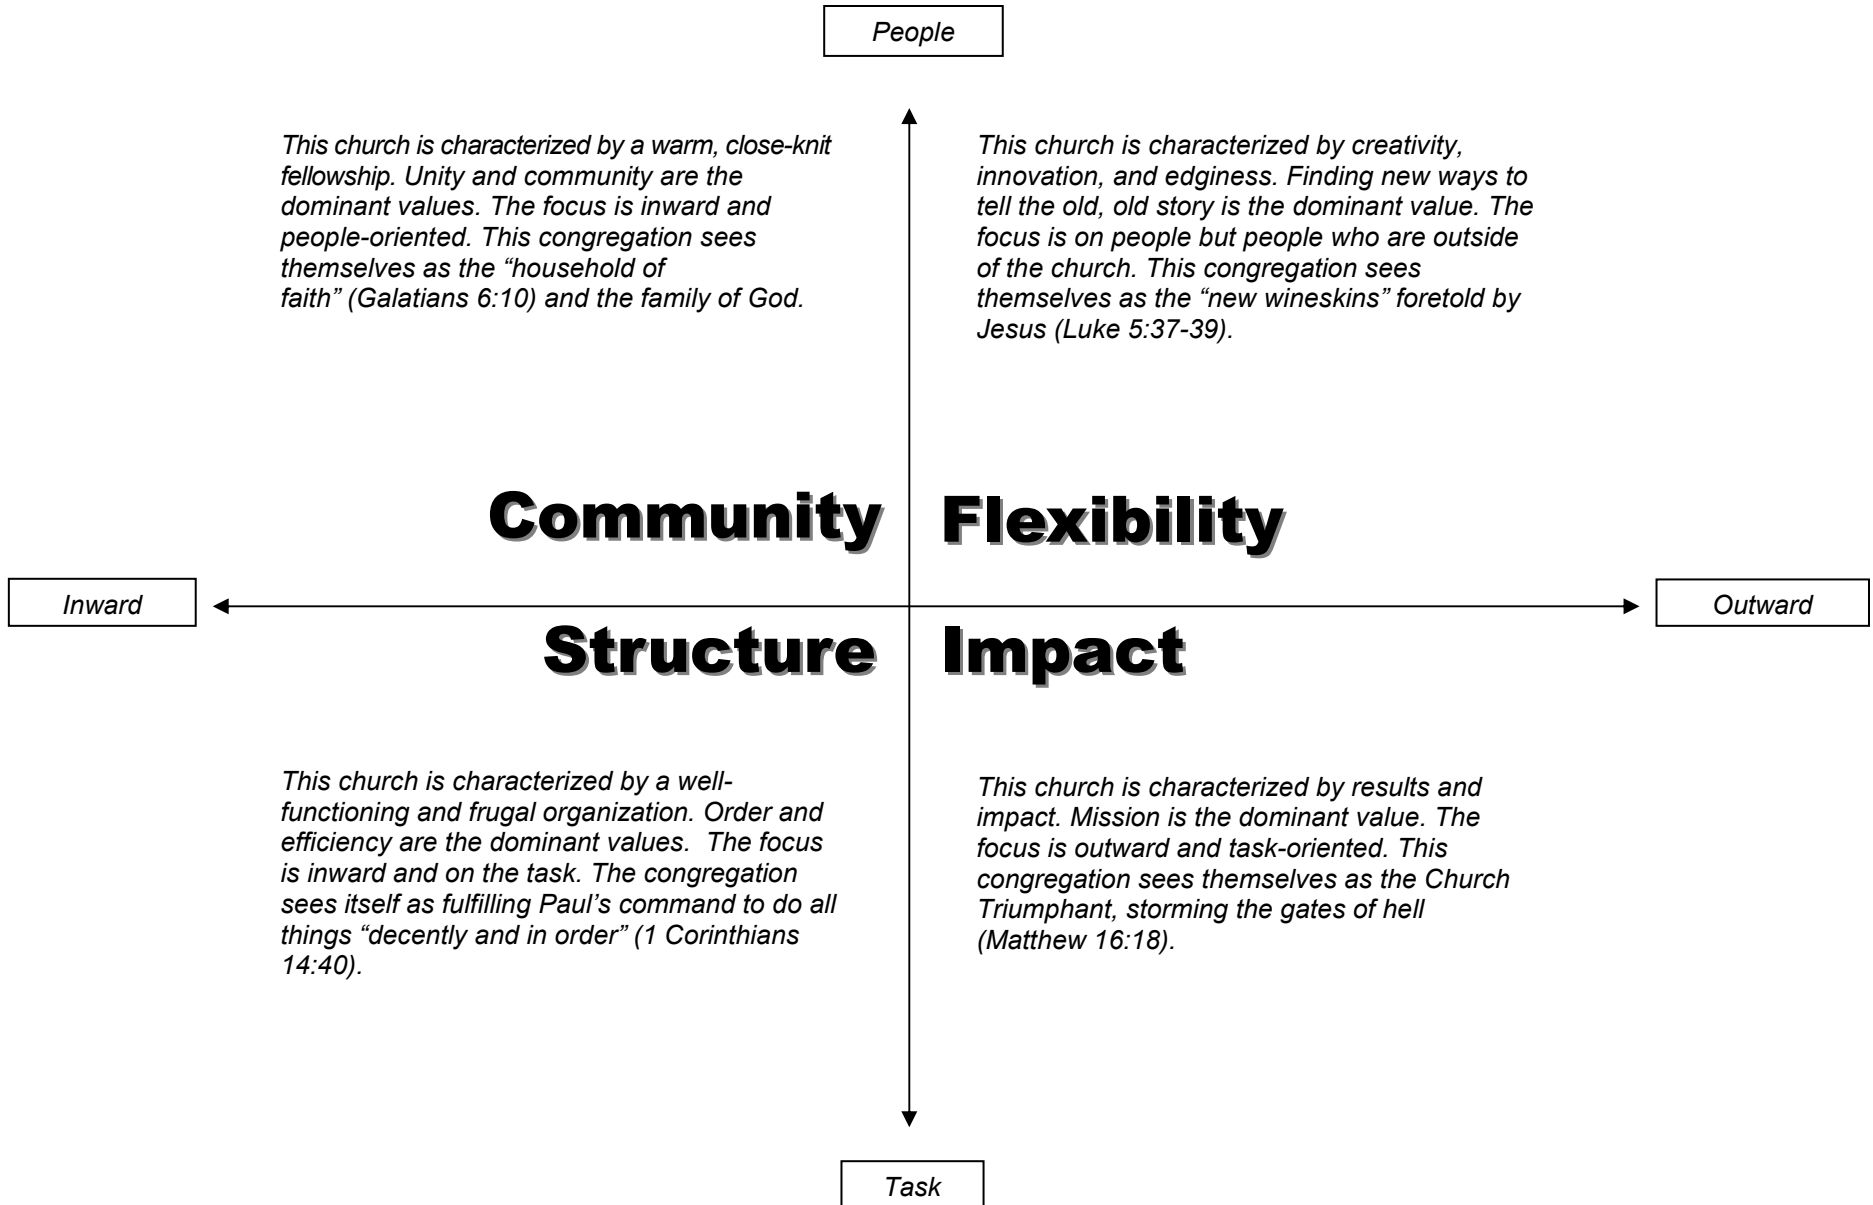 People
This church is characterized by a warm, close-knit
fellowship. Unity and community are the
dominant values. The focus is inward and
people-oriented. This congregation sees
themselves as the “household of
faith” (Galatians 6:10) and the family of God.
This church is characterized by creativity,
innovation, and edginess. Finding new ways to
tell the old, old story is the dominant value. The
focus is on people but people who are outside
of the church. This congregation sees
themselves as the “new wineskins” foretold by
Jesus (Luke 5:37-39).
Community
Flexibility
Inward
Outward
Structure
Impact
This church is characterized by a well-
functioning and frugal organization. Order and
efficiency are the dominant values.  The focus
is inward and on the task. The congregation
sees itself as fulfilling Paul’s command to do all
things “decently and in order” (1 Corinthians
14:40).
This church is characterized by results and
impact. Mission is the dominant value. The
focus is outward and task-oriented. This
congregation sees themselves as the Church
Triumphant, storming the gates of hell
(Matthew 16:18).
Task